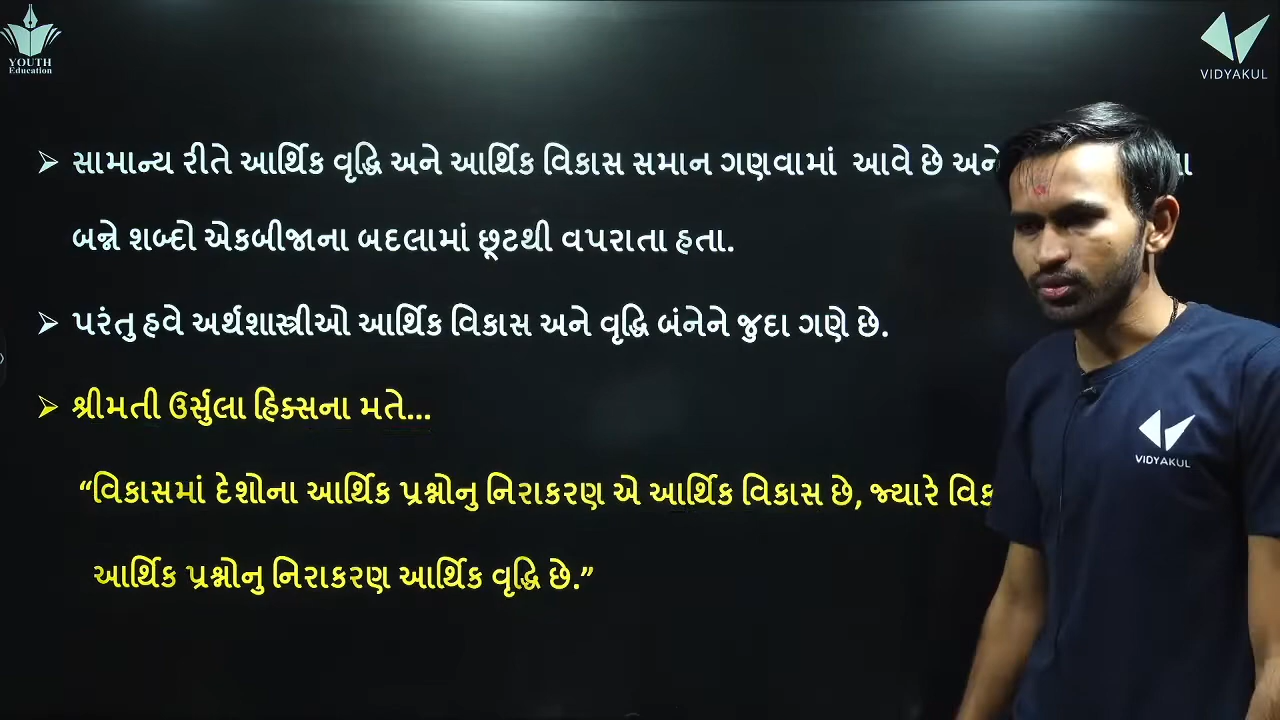 YOUTH
Education
VIDYAKUL
➢ સામાન્ય રીતે આર્થિક વૃદ્ધિ અને આર્થિક વિકાસ સમાન ગણવામાં આવે છે અને
બન્ને શબ્દો એકબીજાના બદલામાં છૂટથી વપરાતા હતા.
➢ પરંતુ હવે અર્થશાસ્ત્રીઓ આર્થિક વિકાસ અને વૃદ્ધિ બંનેને જુદા ગણે છે.
➢ શ્રીમતી ઉર્સુલા હિક્સના મતે...
“વિકાસમાં દેશોના આર્થિક પ્રશ્નોનુ નિરાકરણ એ આર્થિક વિકાસ છે, જ્યારે
આર્થિક પ્રશ્નોનુ નિરાકરણ આર્થિક વૃદ્ધિ છે.”
VIDYAKUL